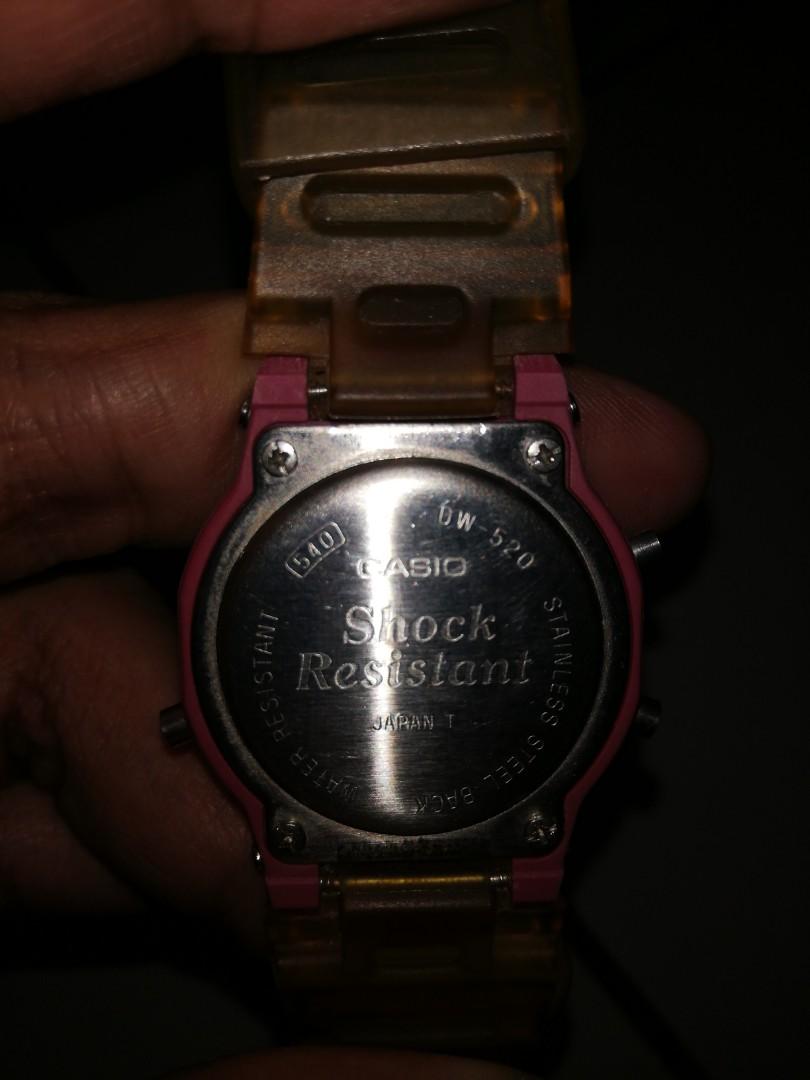 540
DW-520
CASIO
Shock
Resistant
JAPAN T
WATER RESISTANT
STAINLESS STEEL BACK